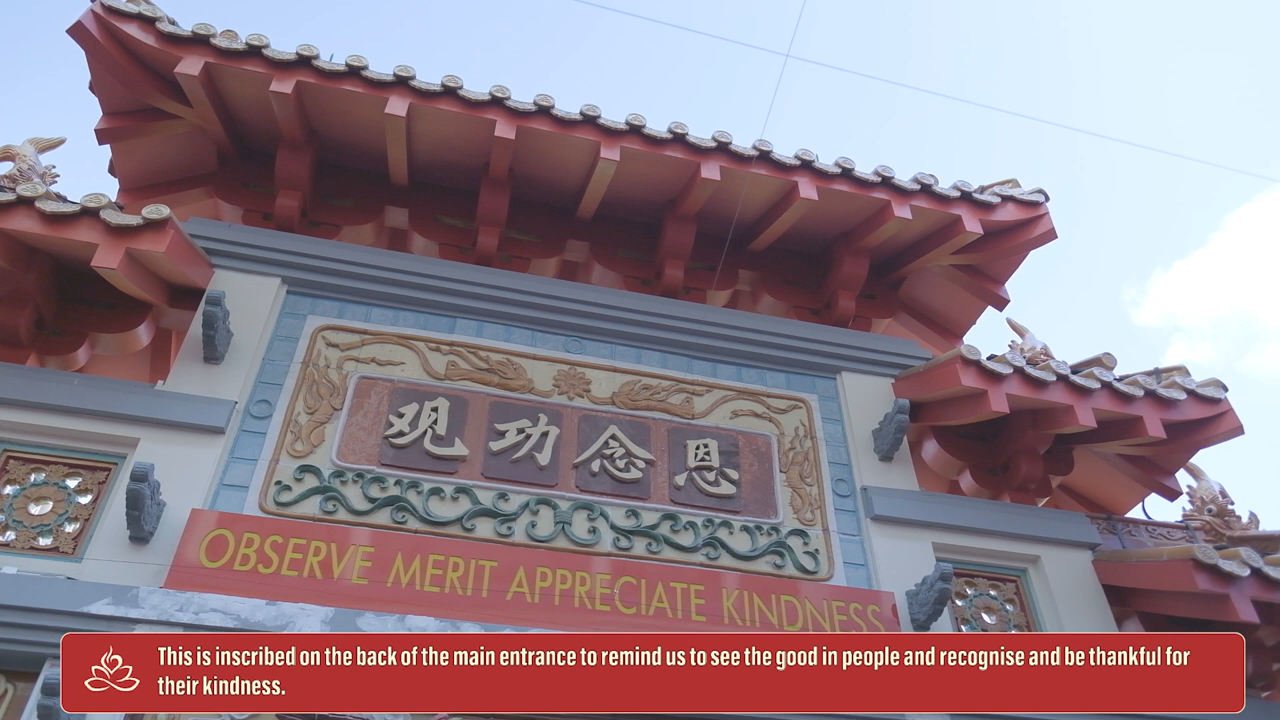 观功念恩
OBSERVE MERIT APPRECIATE KINDNESS
This is inscribed on the back of the main entrance to remind us to see the good in people and recognise and be thankful for
their kindness.